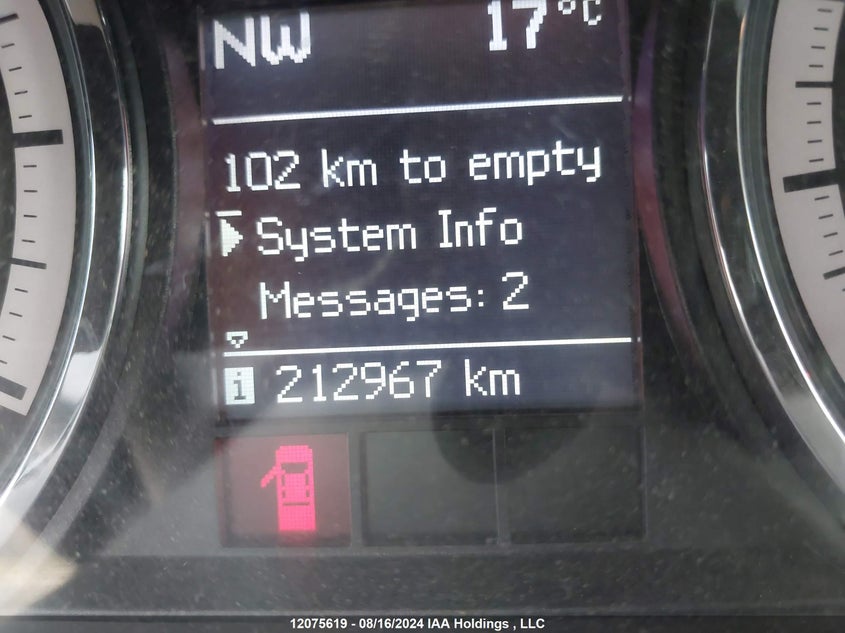 NW 17°C
102 km to empty
System Info
Messages: 2
i 212967 km
12075619 - 08/16/2024 IAA Holdings , LLC